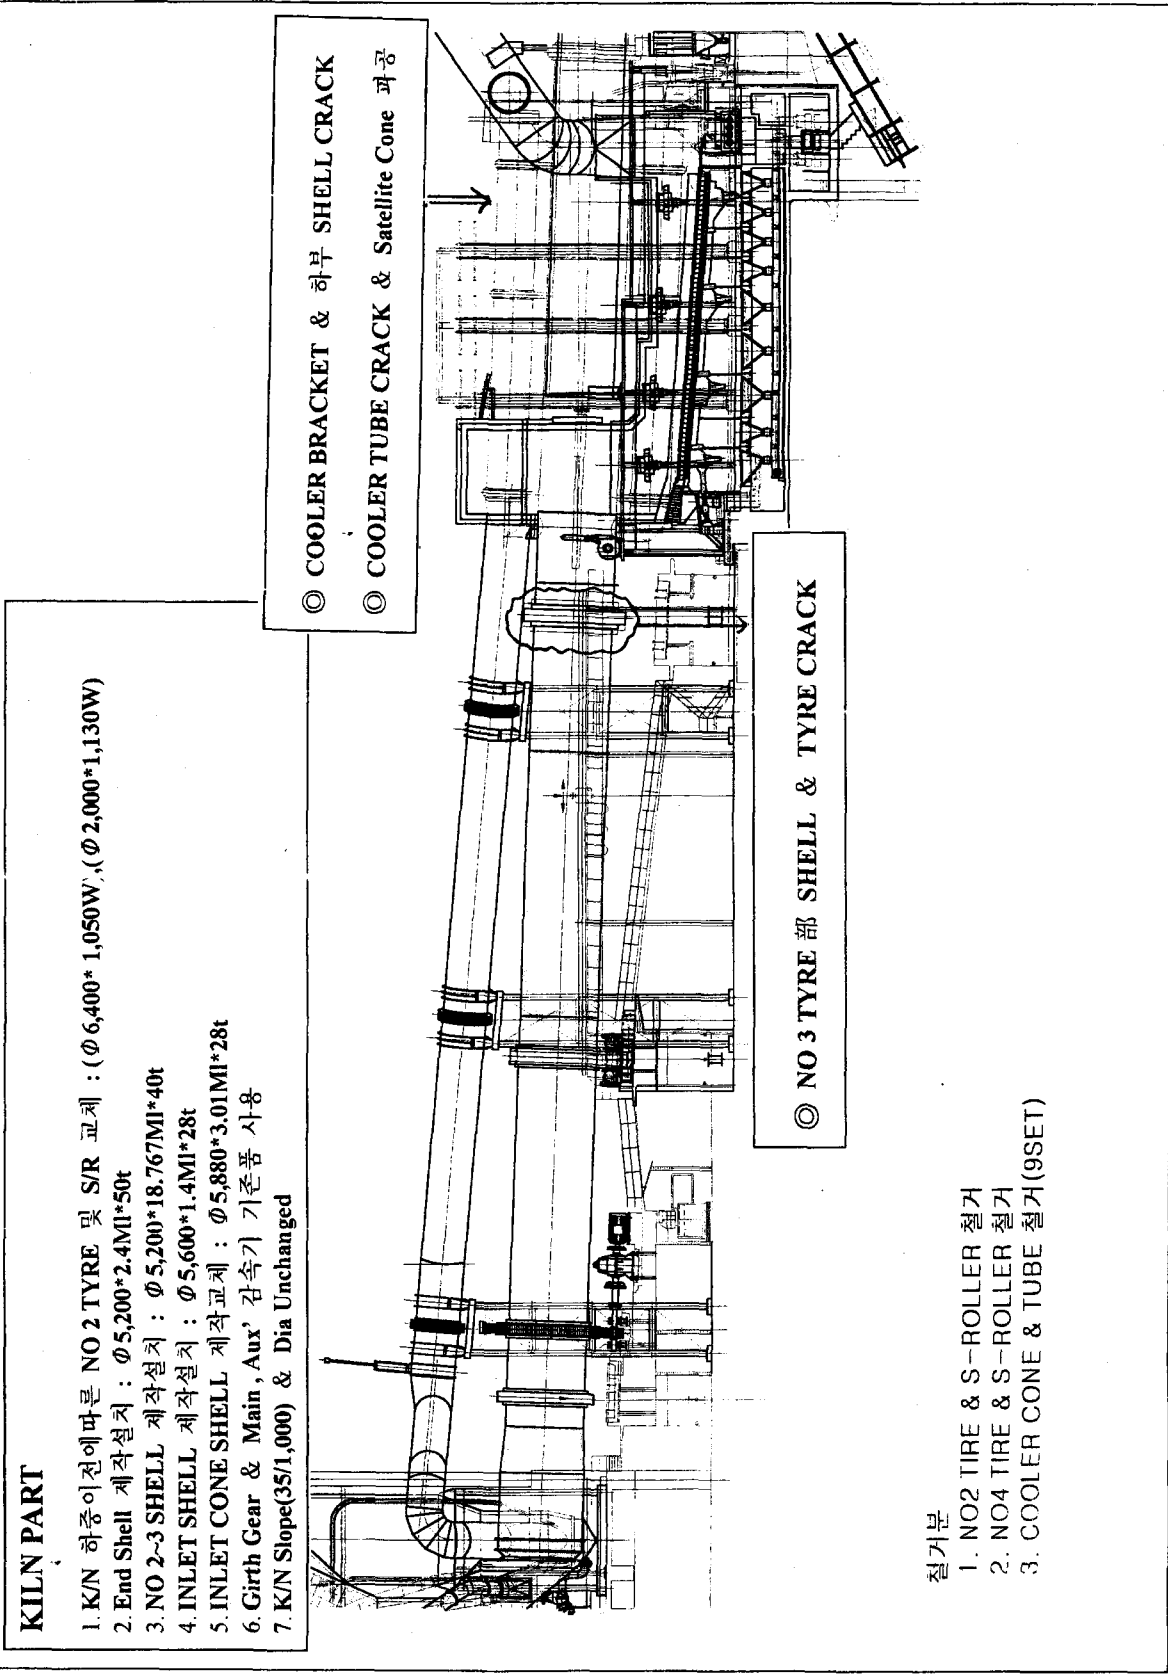 KILN PART
1. K/N 하중이전에따른 NO 2 TYRE 및 S/R 교체 : (Φ6,400* 1,050W),(Φ2,000*1,130W)
2. End Shell 제작설치 : Φ5,200*2.4Ml*50t
3. NO 2~3 SHELL 제작설치 : Φ5,200*18.767Ml*40t
4. INLET SHELL 제작설치 : Φ5,600*1.4Ml*28t
5. INLET CONE SHELL 제작교체 : Φ5,880*3.01Ml*28t
6. Girth Gear & Main , Aux' 감속기 기존품 사용
7. K/N Slope(35/1,000) & Dia Unchanged
◎ COOLER BRACKET & 하부 SHELL CRACK
◎ COOLER TUBE CRACK & Satellite Cone 파공
◎ NO 3 TYRE 部 SHELL & TYRE CRACK
철거분
1. NO2 TIRE & S-ROLLER 철거
2. NO4 TIRE & S-ROLLER 철거
3. COOLER CONE & TUBE 철거(9SET)